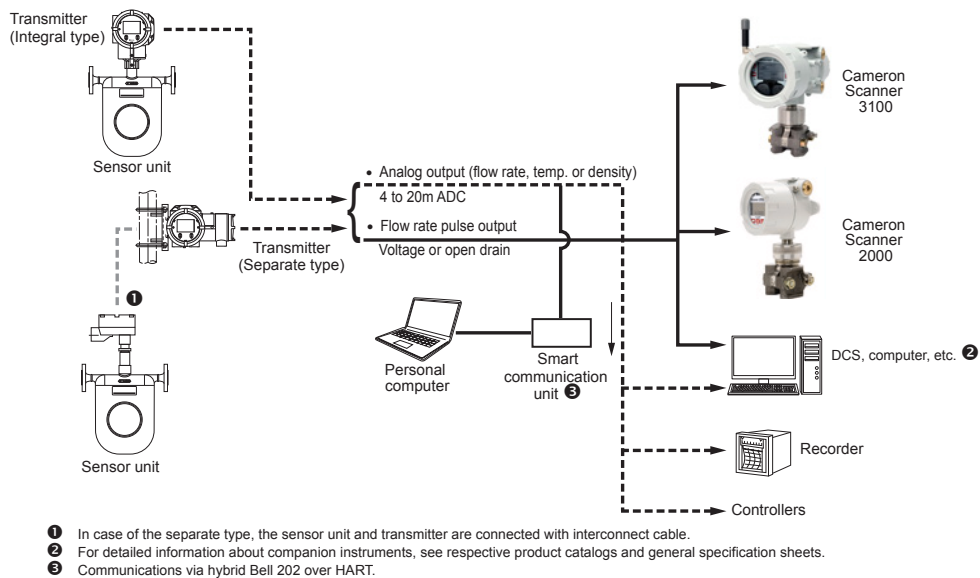 Transmitter
(Integral type)
Sensor unit
• Analog output (flow rate, temp. or density)
4 to 20m ADC
• Flow rate pulse output
Voltage or open drain
Transmitter
(Separate type)
❶
Sensor unit
Personal
computer
Smart
communication
unit ❸
Cameron
Scanner
3100
Cameron
Scanner
2000
DCS, computer, etc. ❷
Recorder
Controllers
❶ In case of the separate type, the sensor unit and transmitter are connected with interconnect cable.
❷ For detailed information about companion instruments, see respective product catalogs and general specification sheets.
❸ Communications via hybrid Bell 202 over HART.